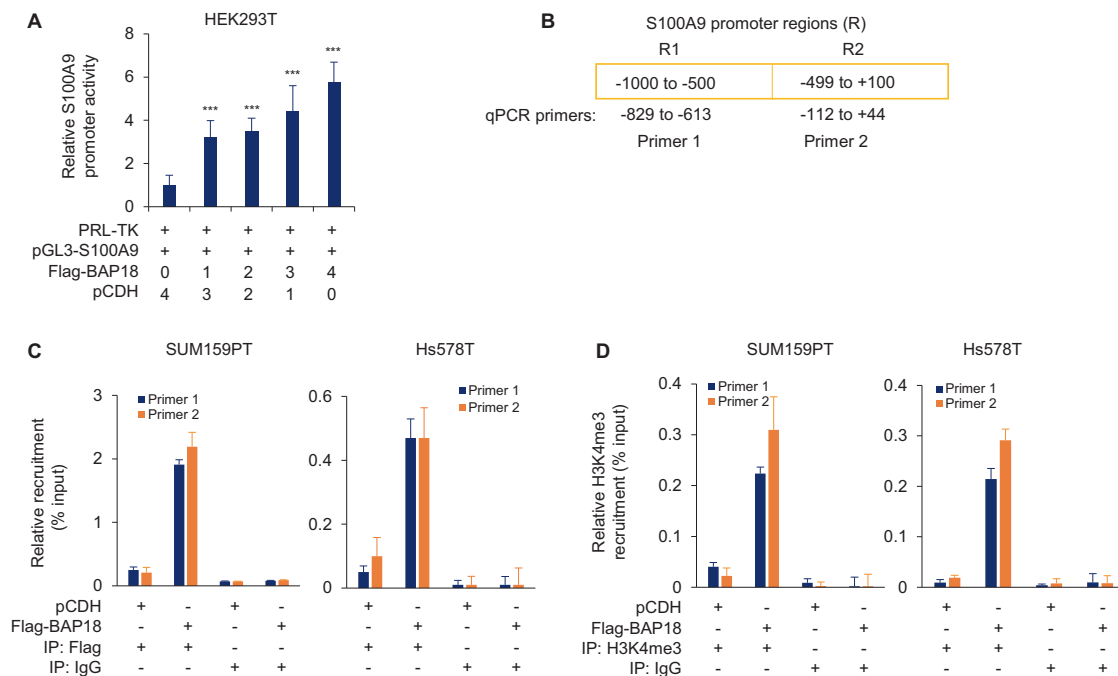 A
HEK293T
Relative S100A9
promoter activity
8
6
4
2
0
*** *** *** ***
PRL-TK + + + + +
pGL3-S100A9 + + + + +
Flag-BAP18 0 1 2 3 4
pCDH 4 3 2 1 0
B
S100A9 promoter regions (R)
R1 R2
-1000 to -500 -499 to +100
qPCR primers: -829 to -613 -112 to +44
Primer 1 Primer 2
C
SUM159PT
Relative recruitment
(% input)
3
2
1
0
Primer 1
Primer 2
Hs578T
0.6
0.4
0.2
0
Primer 1
Primer 2
pCDH + - + - + - + -
Flag-BAP18 - + - + - + - +
IP: Flag + + - - + + - -
IP: IgG - - + + - - + +
D
SUM159PT
Relative H3K4me3
recruitment (% input)
0.4
0.3
0.2
0.1
0
Primer 1
Primer 2
Hs578T
0.4
0.3
0.2
0.1
0
Primer 1
Primer 2
pCDH + - + - + - + -
Flag-BAP18 - + - + - + - +
IP: H3K4me3 + + - - + + - -
IP: IgG - - + + - - + +